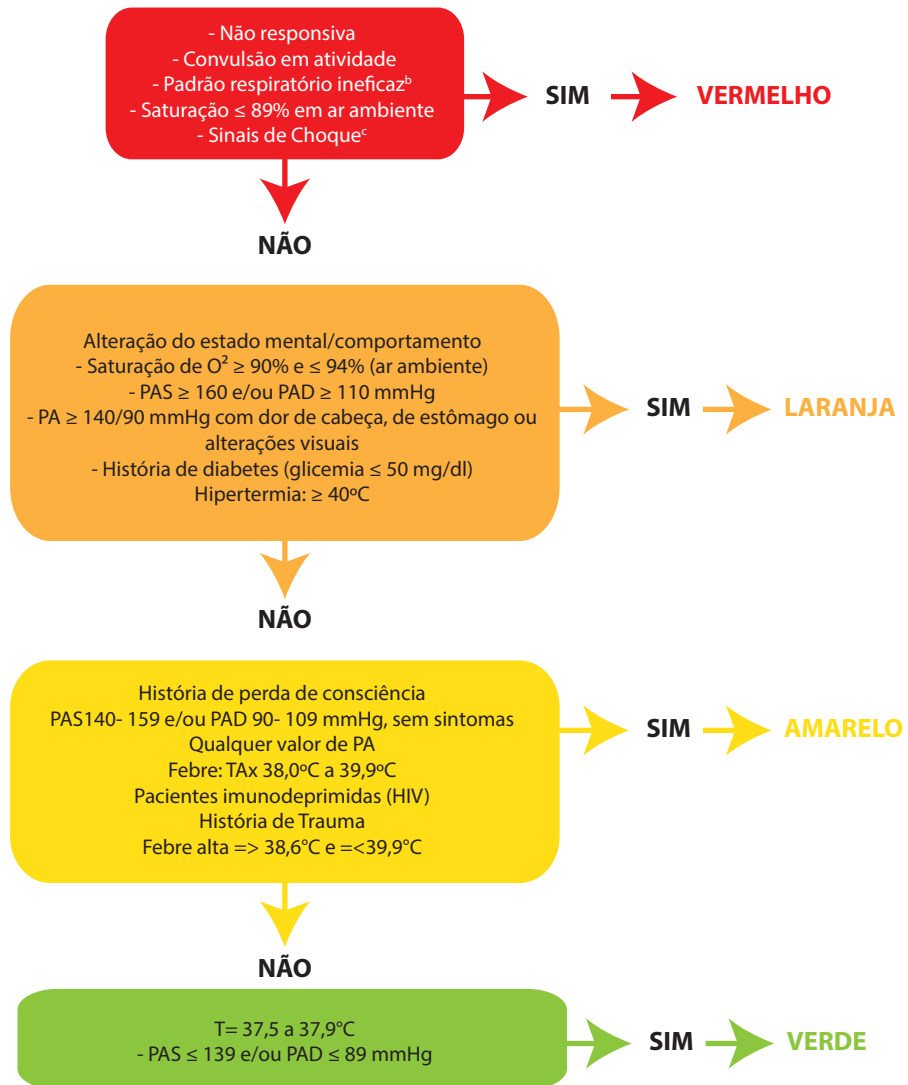 - Não responsiva
- Convulsão em atividade
- Padrão respiratório ineficazᵇ
- Saturação ≤ 89% em ar ambiente
- Sinais de Choqueᶜ
SIM
VERMELHO
NÃO
Alteração do estado mental/comportamento
- Saturação de O² ≥ 90% e ≤ 94% (ar ambiente)
- PAS ≥ 160 e/ou PAD ≥ 110 mmHg
- PA ≥ 140/90 mmHg com dor de cabeça, de estômago ou
alterações visuais
- História de diabetes (glicemia ≤ 50 mg/dl)
Hipertermia: ≥ 40ºC
SIM
LARANJA
NÃO
História de perda de consciência
PAS140- 159 e/ou PAD 90- 109 mmHg, sem sintomas
Qualquer valor de PA
Febre: TAx 38,0ºC a 39,9ºC
Pacientes imunodeprimidas (HIV)
História de Trauma
Febre alta => 38,6°C e =<39,9°C
SIM
AMARELO
NÃO
T= 37,5 a 37,9°C
- PAS ≤ 139 e/ou PAD ≤ 89 mmHg
SIM
VERDE